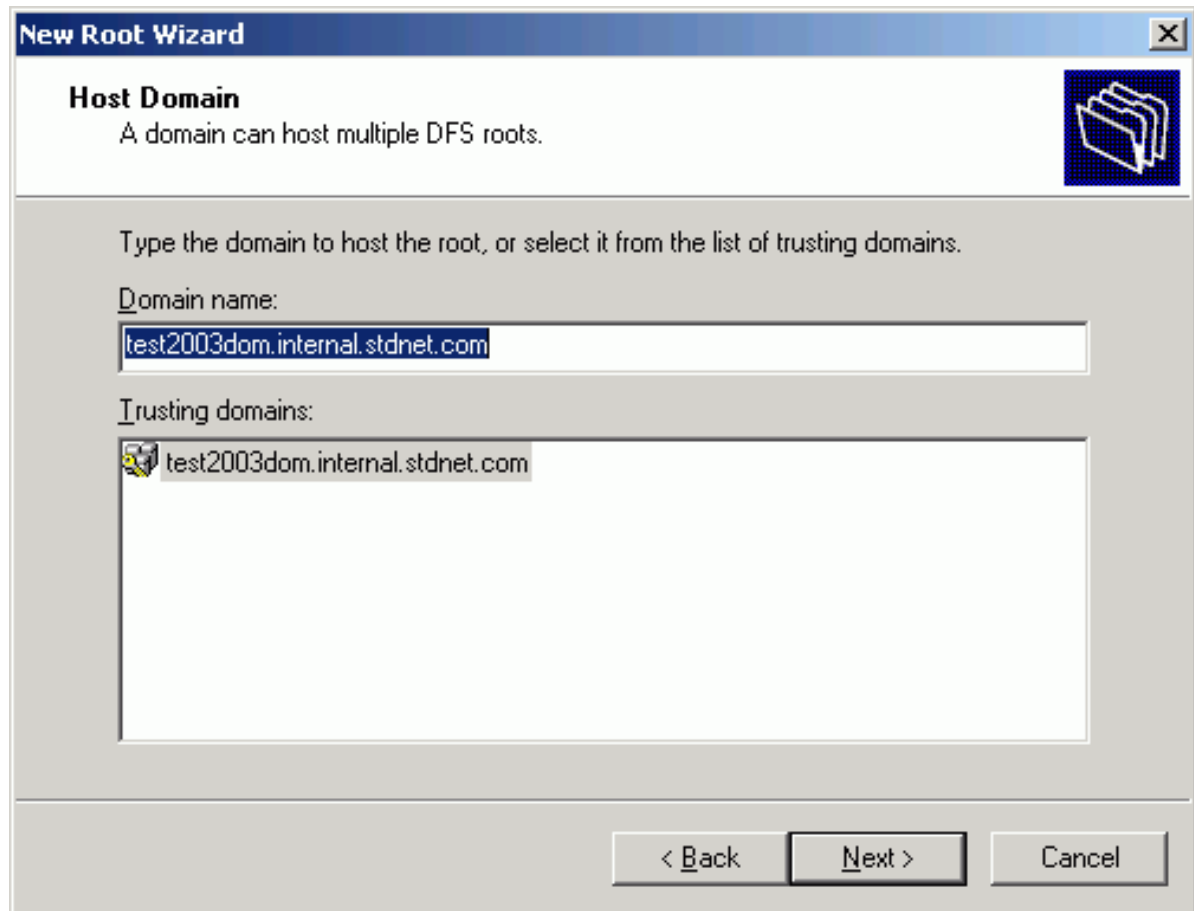 New Root Wizard
Host Domain
A domain can host multiple DFS roots.
Type the domain to host the root, or select it from the list of trusting domains.
Domain name:
test2003dom.internal.stdnet.com
Trusting domains:
test2003dom.internal.stdnet.com
< Back Next > Cancel